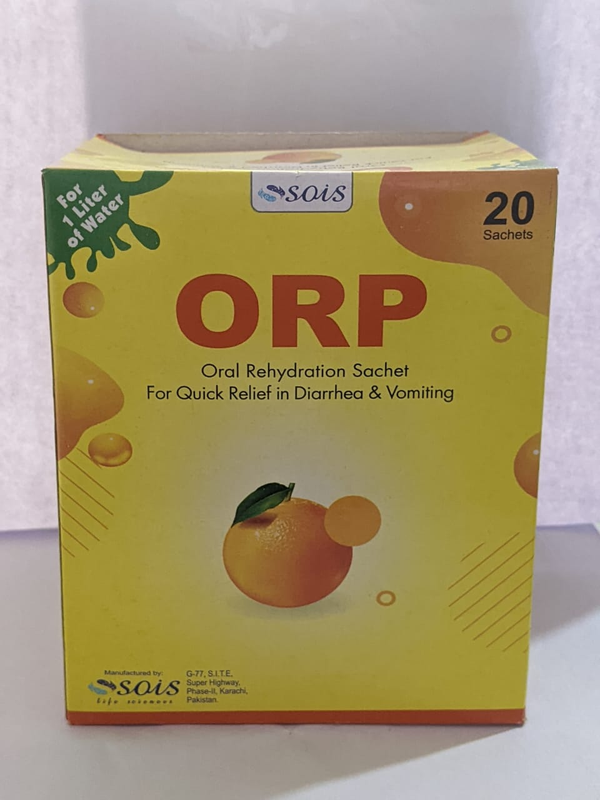 For
1 Liter
of Water
SOIS
20
Sachets
ORP
Oral Rehydration Sachet
For Quick Relief in Diarrhea & Vomiting
Manufactured by:
SOIS
life sciences
G-77, S.I.T.E,
Super Highway,
Phase-II, Karachi,
Pakistan.